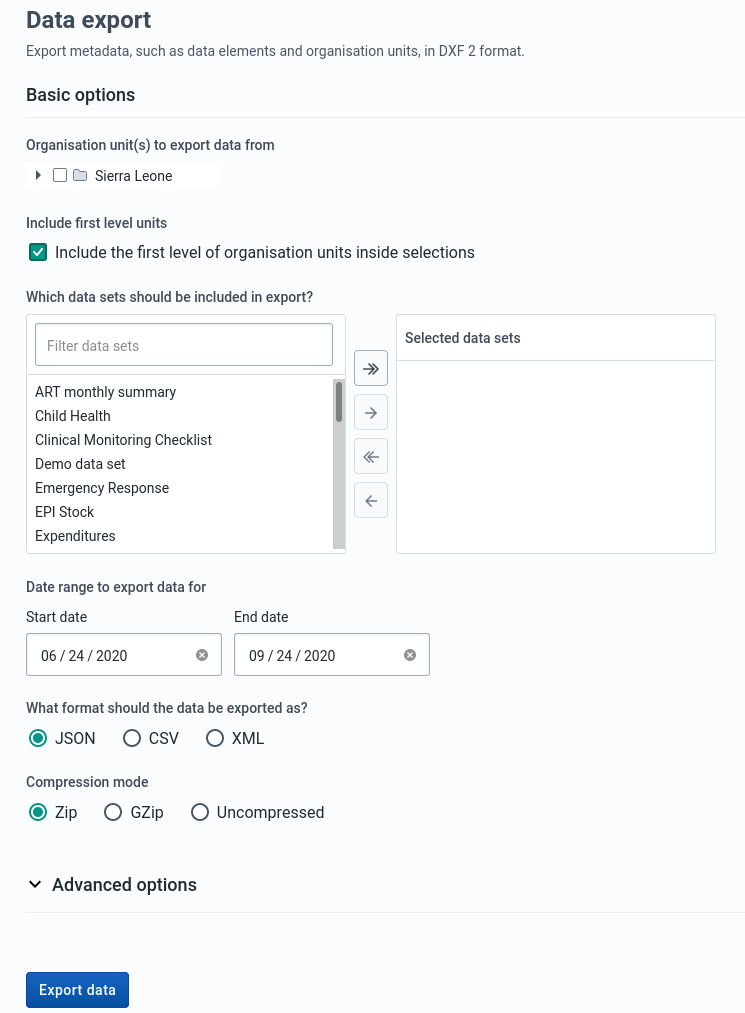 Data export
Export metadata, such as data elements and organisation units, in DXF 2 format.
Basic options
Organisation unit(s) to export data from
Sierra Leone
Include first level units
Include the first level of organisation units inside selections
Which data sets should be included in export?
Filter data sets
ART monthly summary
Child Health
Clinical Monitoring Checklist
Demo data set
Emergency Response
EPI Stock
Expenditures
Selected data sets
Date range to export data for
Start date End date
06 / 24 / 2020 09 / 24 / 2020
What format should the data be exported as?
JSON CSV XML
Compression mode
Zip GZip Uncompressed
Advanced options
Export data